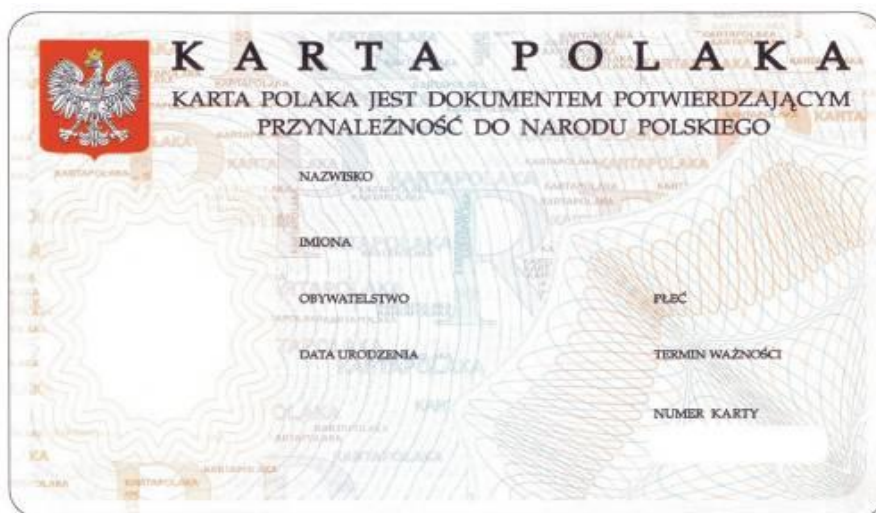 KARTA POLAKA
KARTA POLAKA JEST DOKUMENTEM POTWIERDZAJĄCYM
PRZYNALEŻNOŚĆ DO NARODU POLSKIEGO
NAZWISKO
IMIONA
OBYWATELSTWO
PŁEĆ
DATA URODZENIA
TERMIN WAŻNOŚCI
NUMER KARTY